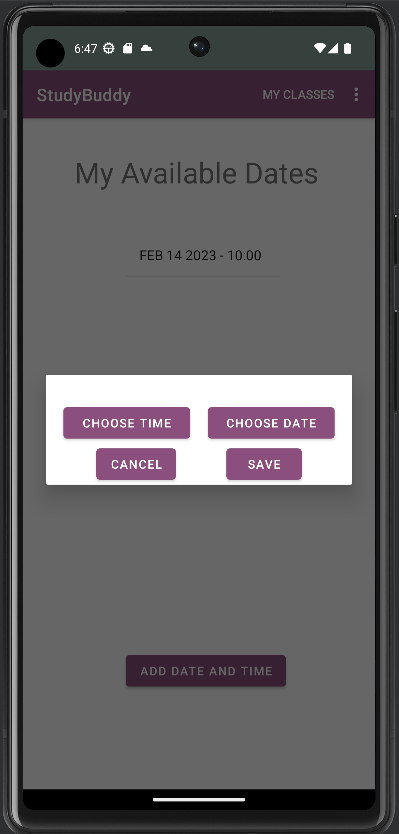 6:47
StudyBuddy MY CLASSES
My Available Dates
FEB 14 2023 - 10:00
CHOOSE TIME CHOOSE DATE
CANCEL SAVE
ADD DATE AND TIME